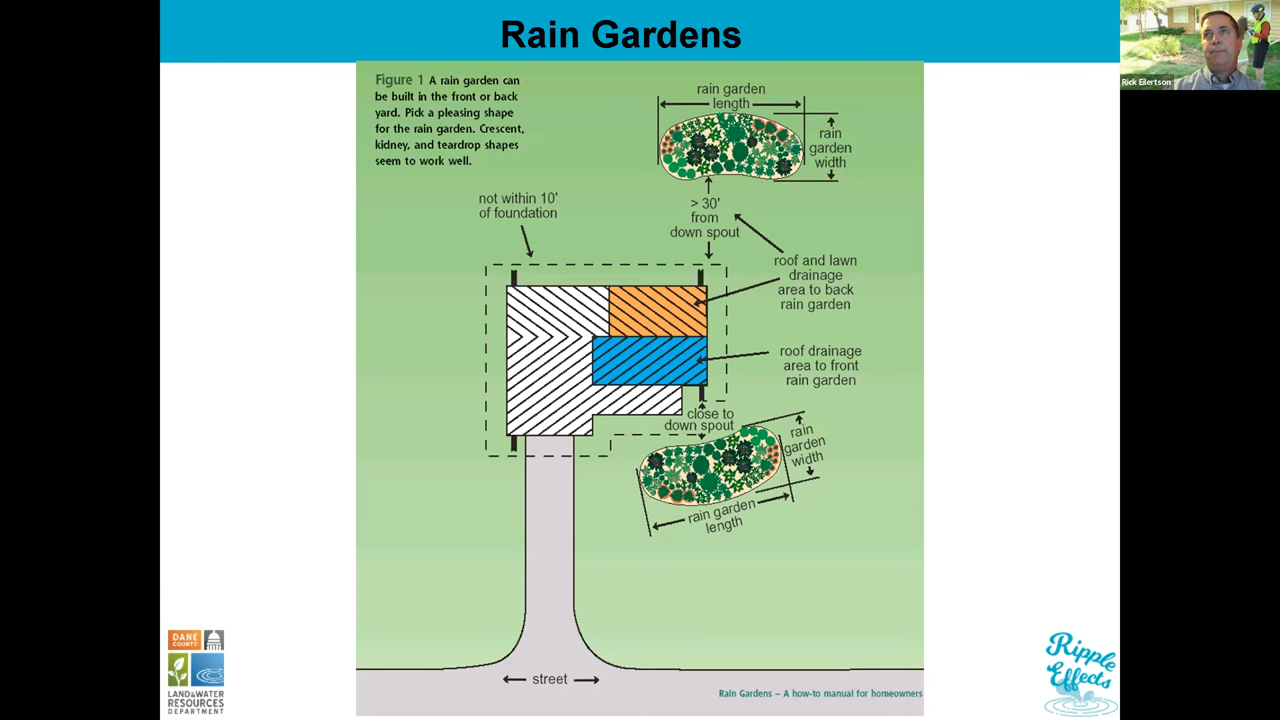 Rain Gardens
Rick Eilertson
Figure 1 A rain garden can
be built in the front or back
yard. Pick a pleasing shape
for the rain garden. Crescent,
kidney, and teardrop shapes
seem to work well.
rain garden
length
rain
garden
width
not within 10'
of foundation
> 30'
from
down spout
roof and lawn
drainage
area to back
rain garden
roof drainage
area to front
rain garden
close to
down spout
rain
garden
width
rain garden
length
street
Rain Gardens – A how-to manual for homeowners
DANE
COUNTY
LAND & WATER
RESOURCES
DEPARTMENT
Ripple
Effects